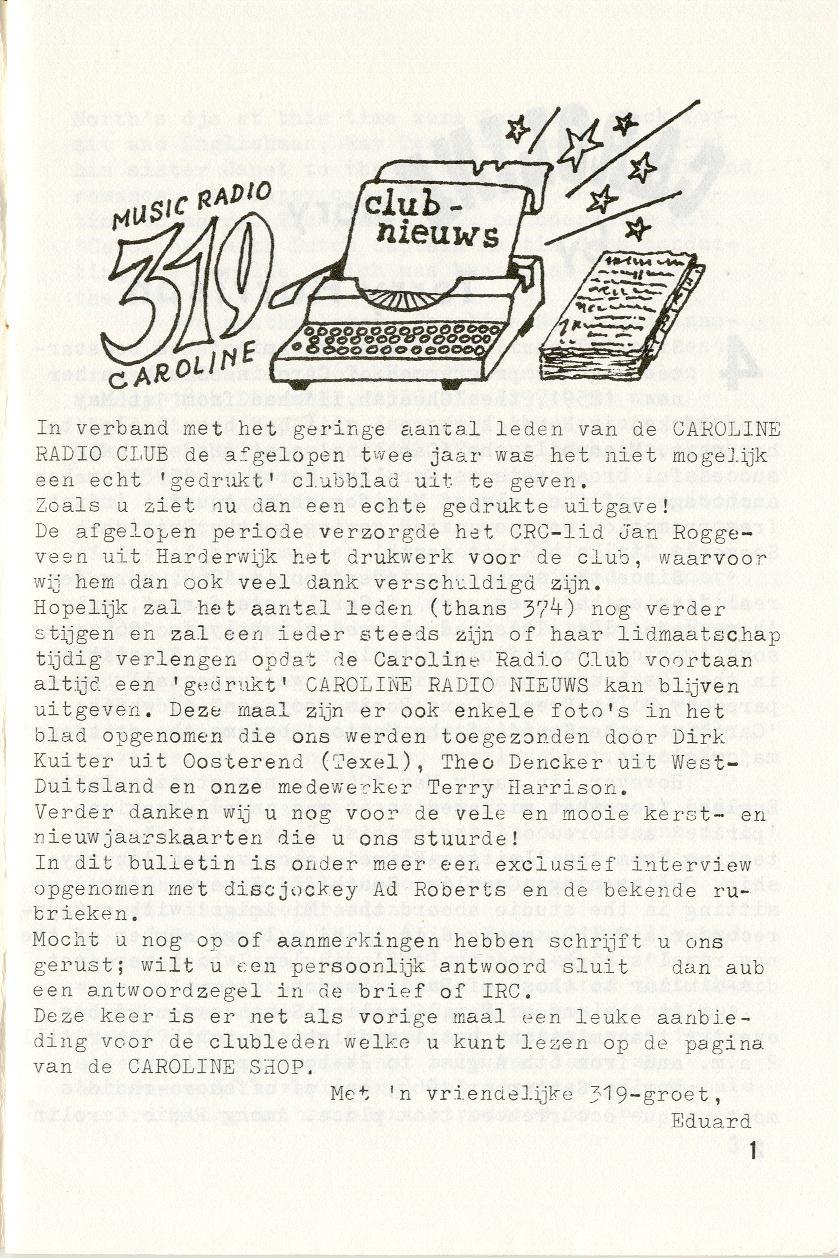 MUSIC RADIO
319
CAROLINE
club-
nieuws
In verband met het geringe aantal leden van de CAROLINE
RADIO CLUB de afgelopen twee jaar was het niet mogelijk
een echt 'gedrukt' clubblad uit te geven.
Zoals u ziet nu dan een echte gedrukte uitgave!
De afgelopen periode verzorgde het CRC-lid Jan Rogge-
veen uit Harderwijk het drukwerk voor de club, waarvoor
wij hem dan ook veel dank verschuldigd zijn.
Hopelijk zal het aantal leden (thans 374) nog verder
stijgen en zal een ieder steeds zijn of haar lidmaatschap
tijdig verlengen opdat de Caroline Radio Club voortaan
altijd een 'gedrukt' CAROLINE RADIO NIEUWS kan blijven
uitgeven. Deze maal zijn er ook enkele foto's in het
blad opgenomen die ons werden toegezonden door Dirk
Kuiter uit Oosterend (Texel), Theo Dencker uit West-
Duitsland en onze medewerker Terry Harrison.
Verder danken wij u nog voor de vele en mooie kerst- en
nieuwjaarskaarten die u ons stuurde!
In dit bulletin is onder meer een exclusief interview
opgenomen met discjockey Ad Roberts en de bekende ru-
brieken.
Mocht u nog op of aanmerkingen hebben schrijft u ons
gerust; wilt u een persoonlijk antwoord sluit dan aub
een antwoordzegel in de brief of IRC.
Deze keer is er net als vorige maal een leuke aanbie-
ding voor de clubleden welke u kunt lezen op de pagina
van de CAROLINE SHOP.
Met 'n vriendelijke 319-groet,
Eduard
1